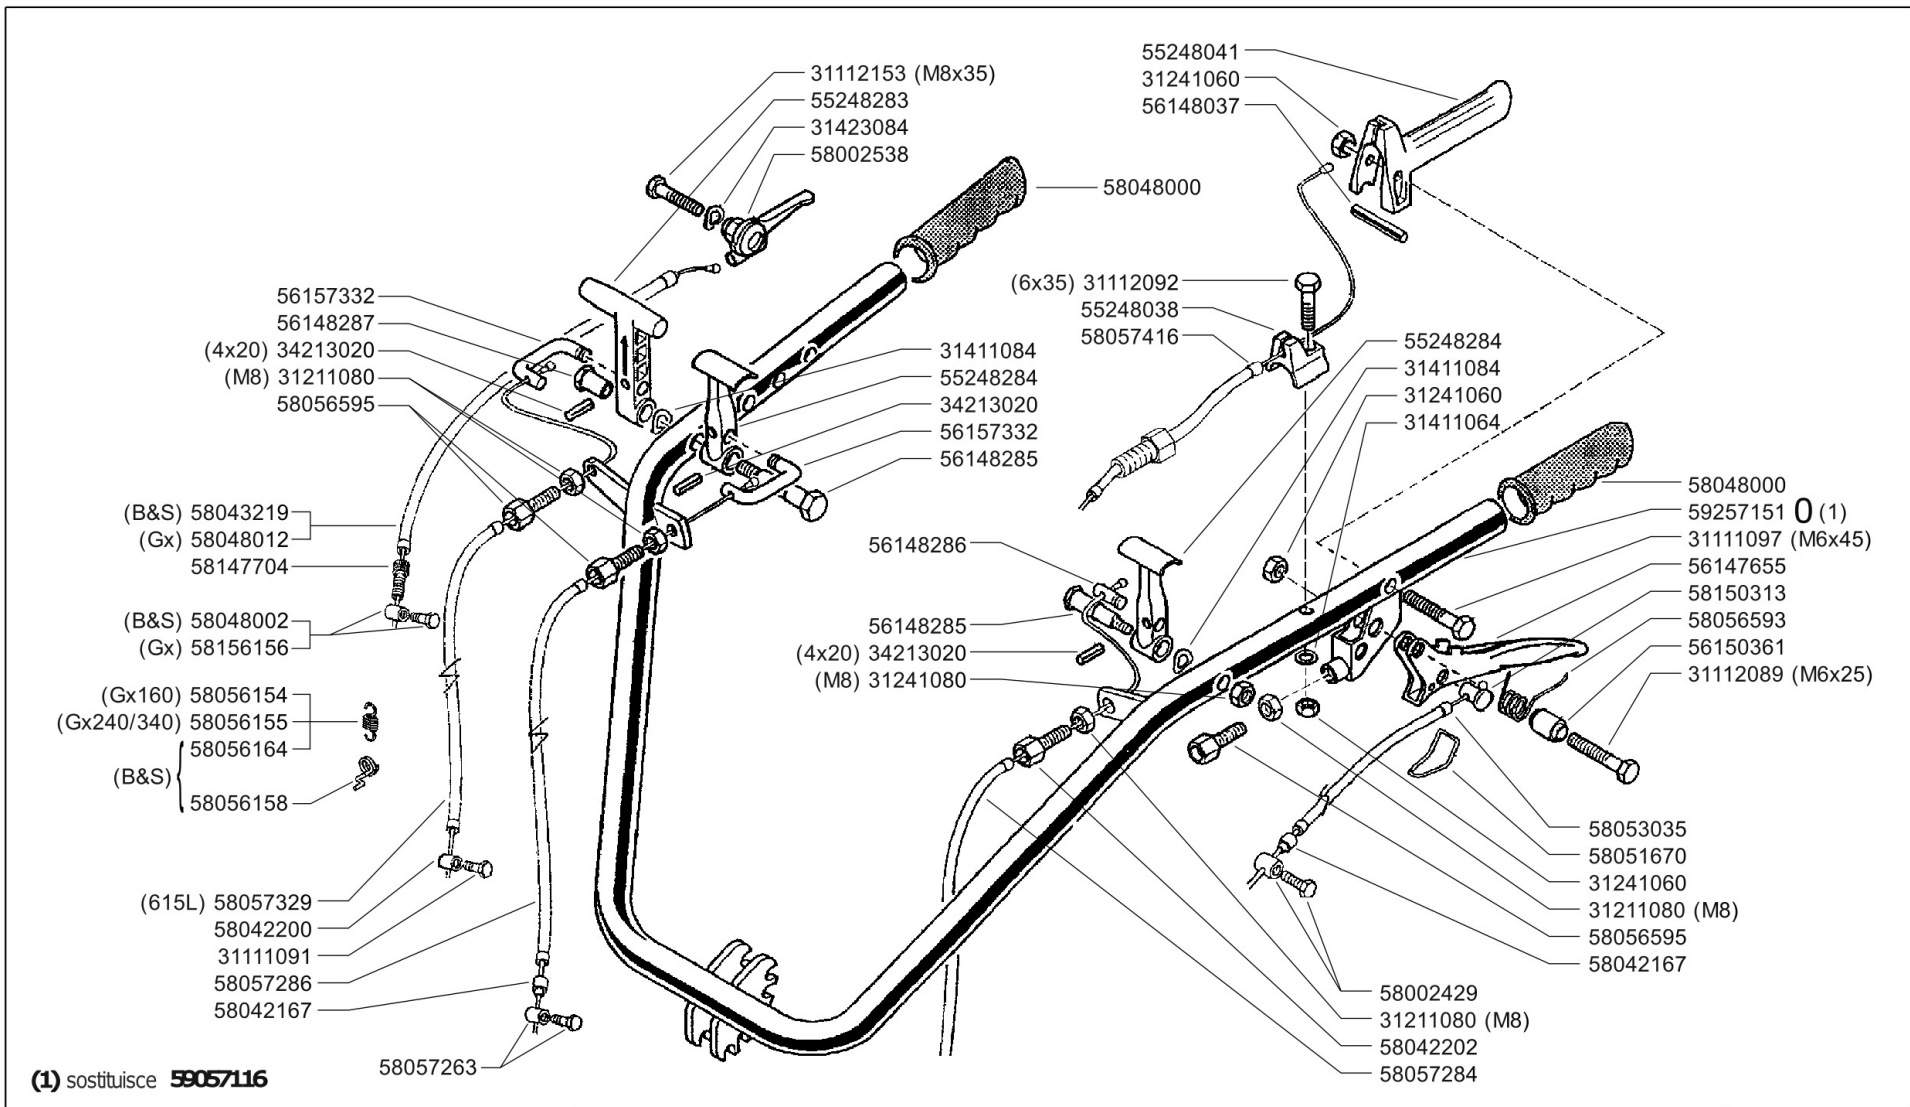 31112153 (M8x35)
55248283
31423084
58002538
58048000
55248041
31241060
56148037
56157332
56148287
(4x20) 34213020
(M8) 31211080
58056595
(6x35) 31112092
55248038
58057416
31411084
55248284
34213020
56157332
56148285
55248284
31411084
31241060
31411064
(B&S) 58043219
(Gx) 58048012
58147704
(B&S) 58048002
(Gx) 58156156
(Gx160) 58056154
(Gx240/340) 58056155
58056164
(B&S)
58056158
56148286
56148285
(4x20) 34213020
(M8) 31241080
58048000
59257151 0 (1)
31111097 (M6x45)
56147655
58150313
58056593
56150361
31112089 (M6x25)
(615L) 58057329
58042200
31111091
58057286
58042167
58057263
58053035
58051670
31241060
31211080 (M8)
58056595
58042167
58002429
31211080 (M8)
58042202
58057284
(1) sostituisce 59057116